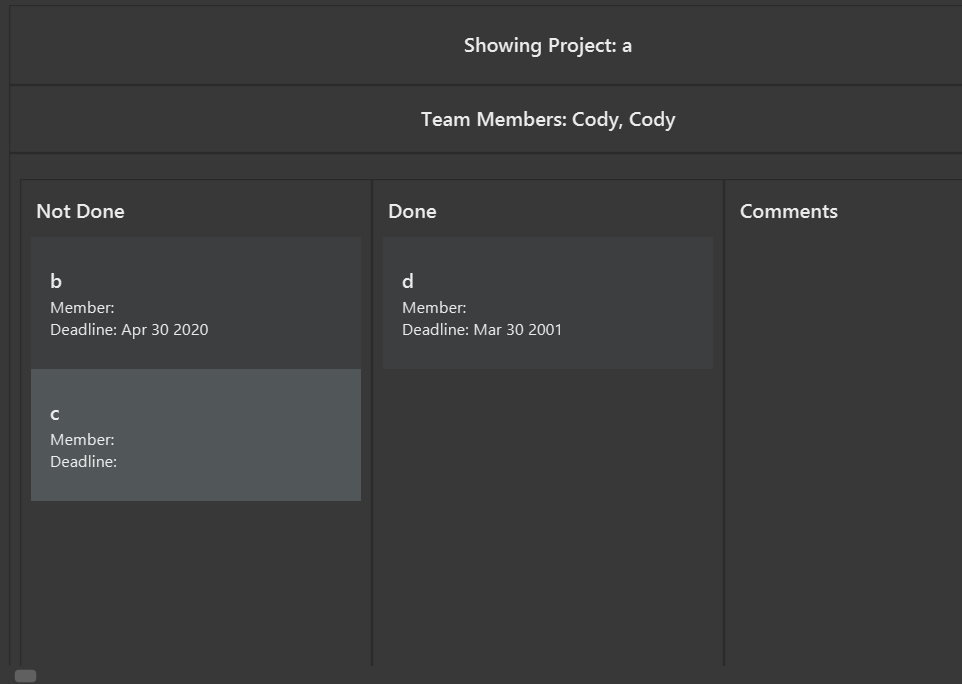 Showing Project: a
Team Members: Cody, Cody
Not Done
b
Member:
Deadline: Apr 30 2020
c
Member:
Deadline:
Done
d
Member:
Deadline: Mar 30 2001
Comments